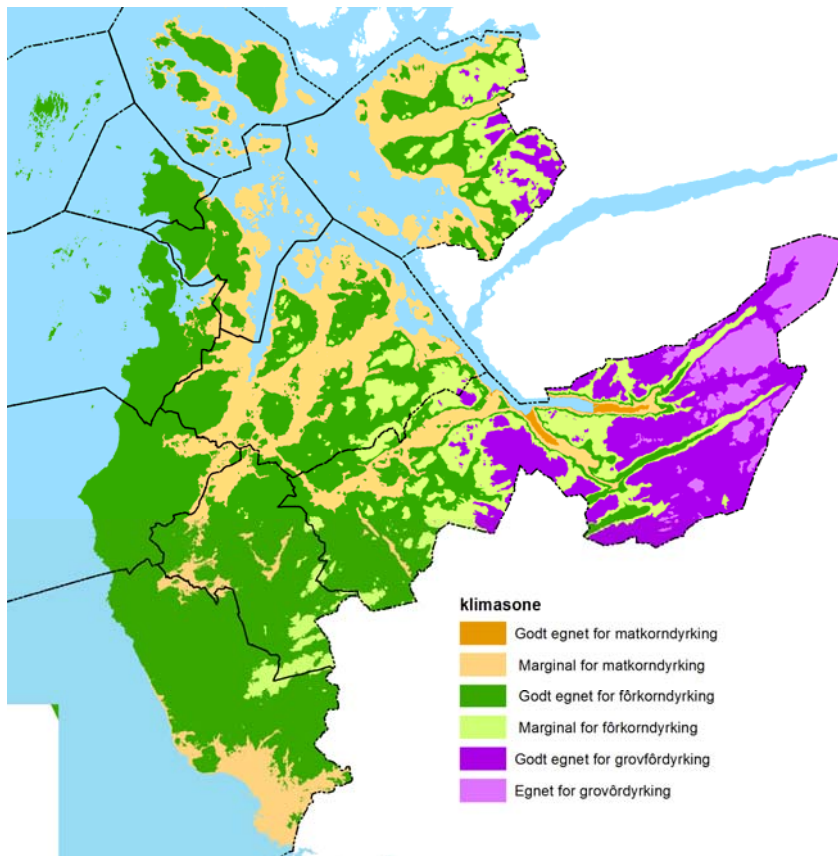 klimasone
Godt egnet for matkorndyrking
Marginal for matkorndyrking
Godt egnet for fôrkorndyrking
Marginal for fôrkorndyrking
Godt egnet for grovfôrdyrking
Egnet for grovôrdyrking